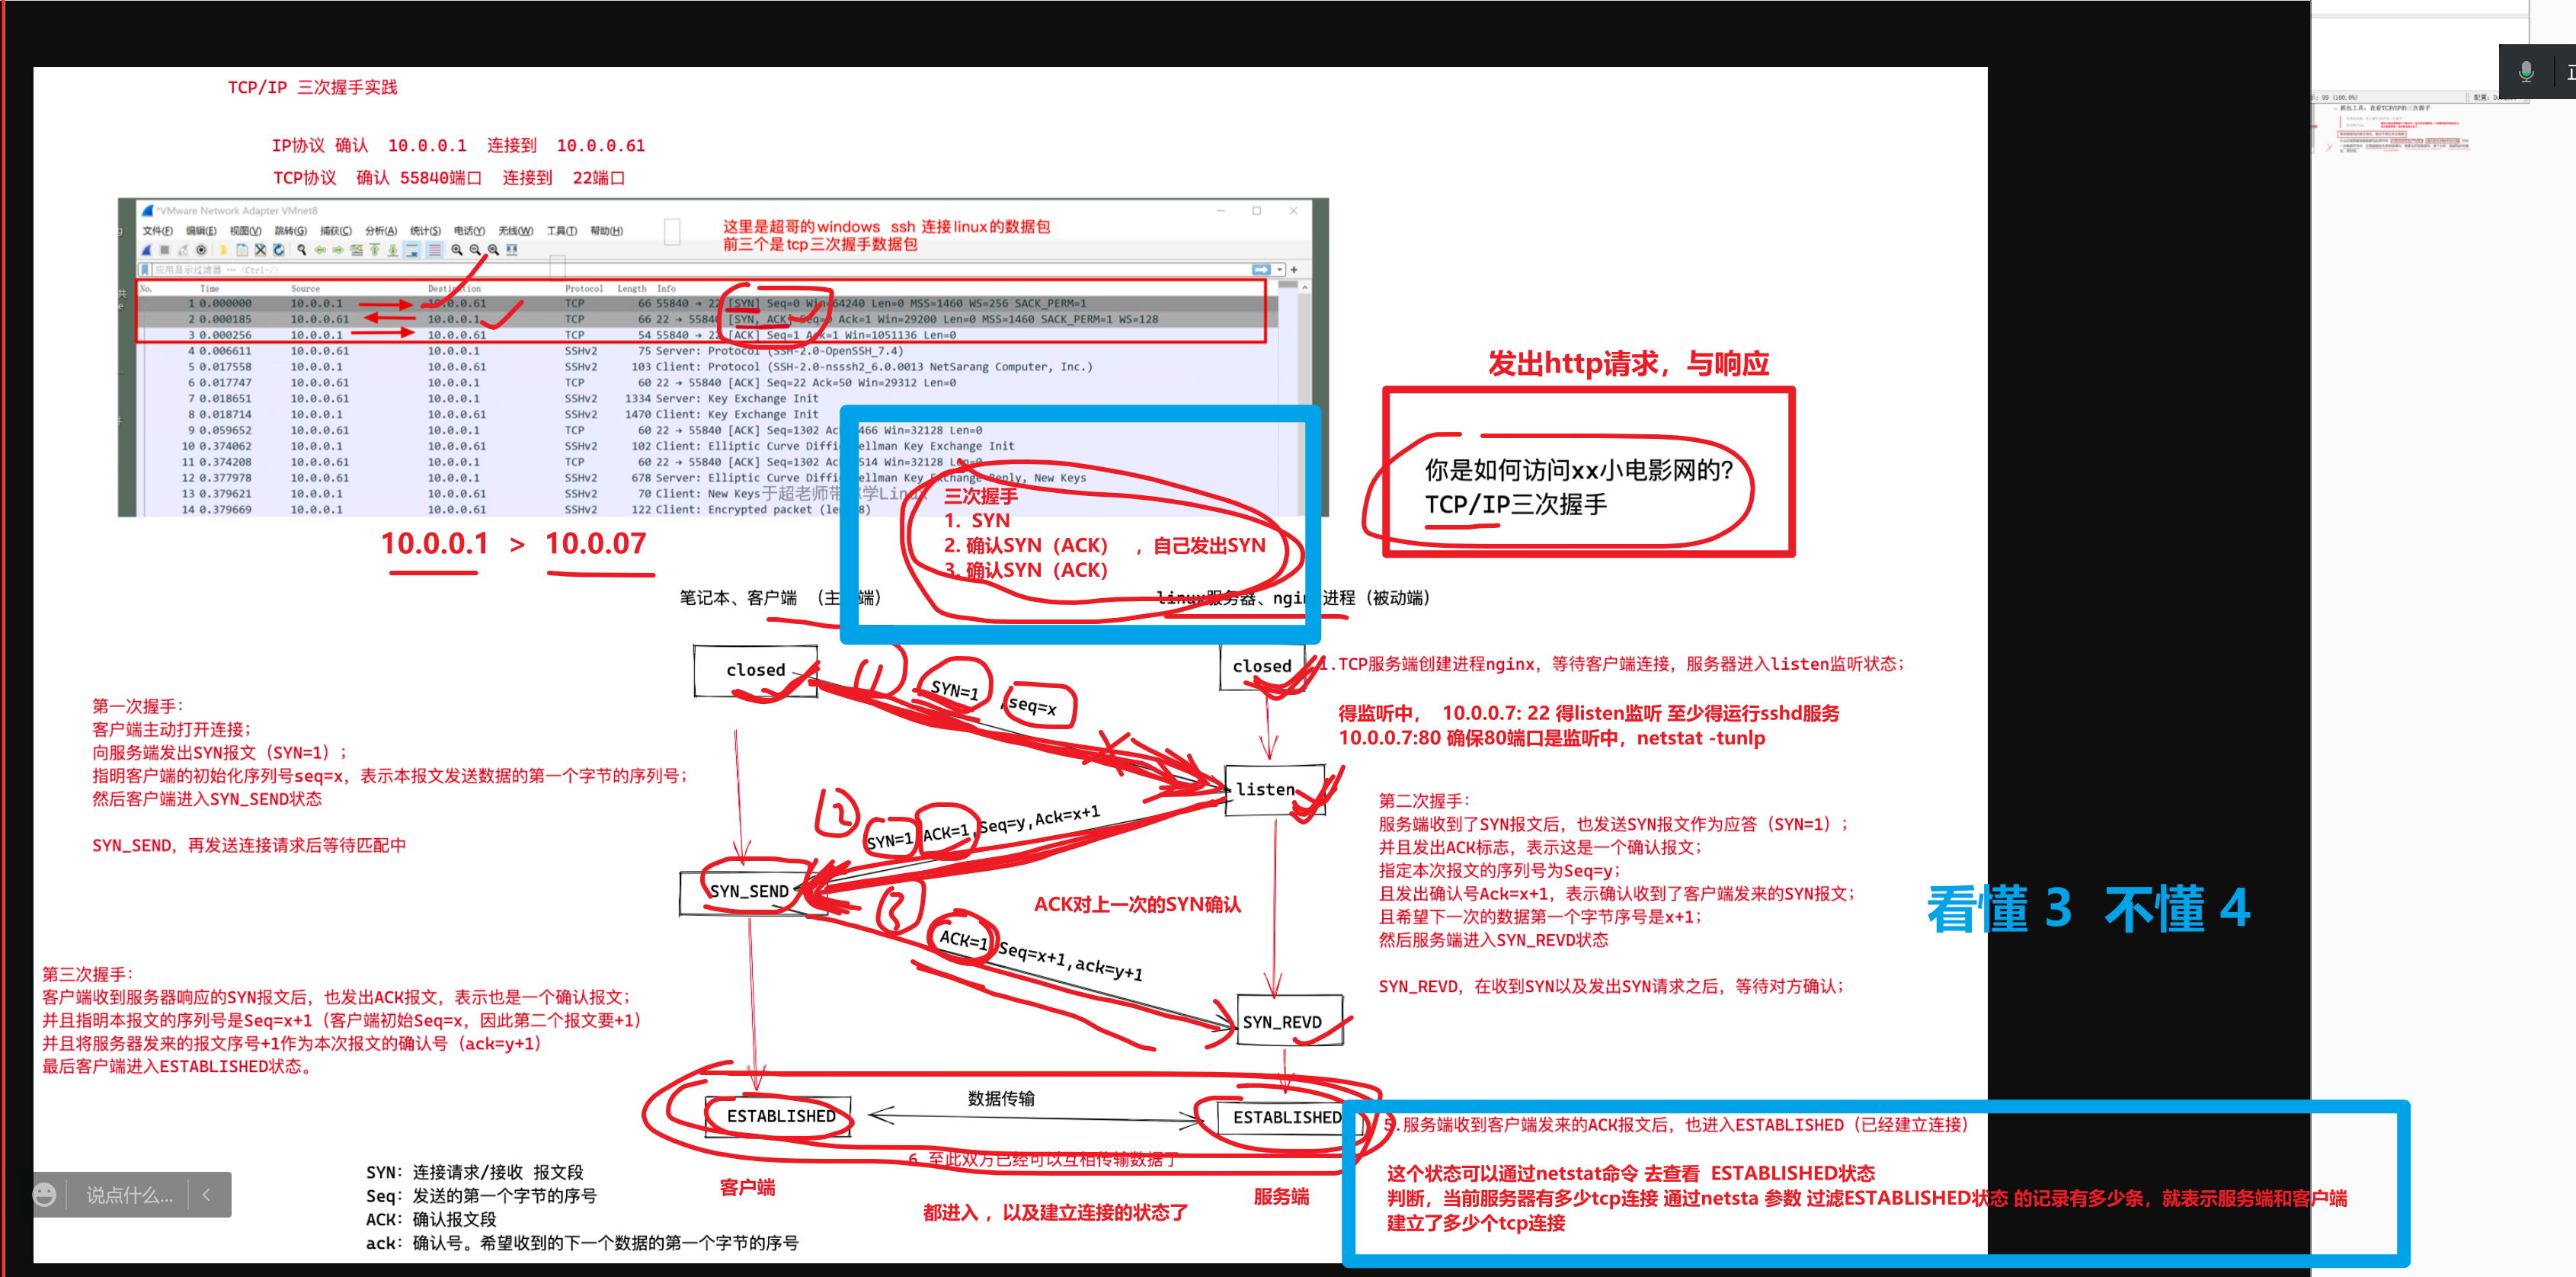 TCP/IP 三次握手实践
IP协议 确认 10.0.0.1 连接到 10.0.0.61
TCP协议 确认 55840端口 连接到 22端口
*VMware Network Adapter VMnet8
文件(F) 编辑(E) 视图(V) 跳转(G) 捕获(C) 分析(A) 统计(S) 电话(Y) 无线(W) 工具(T) 帮助(H)
这里是超哥的windows ssh 连接linux的数据包
前三个是tcp三次握手数据包
应用显示过滤器 … <Ctrl-/>
No. Time Source Destination Protocol Length Info
1 0.000000 10.0.0.1 10.0.0.61 TCP 66 55840 → 22 [SYN] Seq=0 Win=64240 Len=0 MSS=1460 WS=256 SACK_PERM=1
2 0.000185 10.0.0.61 10.0.0.1 TCP 66 22 → 55840 [SYN, ACK] Seq=0 Ack=1 Win=29200 Len=0 MSS=1460 SACK_PERM=1 WS=128
3 0.000256 10.0.0.1 10.0.0.61 TCP 54 55840 → 22 [ACK] Seq=1 Ack=1 Win=1051136 Len=0
4 0.006611 10.0.0.61 10.0.0.1 SSHv2 75 Server: Protocol (SSH-2.0-OpenSSH_7.4)
5 0.017558 10.0.0.1 10.0.0.61 SSHv2 103 Client: Protocol (SSH-2.0-nsssh2_6.0.0013 NetSarang Computer, Inc.)
6 0.017747 10.0.0.61 10.0.0.1 TCP 60 22 → 55840 [ACK] Seq=22 Ack=50 Win=29312 Len=0
7 0.018651 10.0.0.61 10.0.0.1 SSHv2 1334 Server: Key Exchange Init
8 0.018714 10.0.0.1 10.0.0.61 SSHv2 1470 Client: Key Exchange Init
9 0.059652 10.0.0.61 10.0.0.1 TCP 60 22 → 55840 [ACK] Seq=1302 466 Win=32128 Len=0
10 0.374062 10.0.0.1 10.0.0.61 SSHv2 102 Client: Elliptic Curve Diffie-Hellman Key Exchange Init
11 0.374208 10.0.0.61 10.0.0.1 TCP 60 22 → 55840 [ACK] Seq=1302 514 Win=32128 Len=0
12 0.377978 10.0.0.61 10.0.0.1 SSHv2 678 Server: Elliptic Curve Diffie-Hellman Key Exchange Reply, New Keys
13 0.379621 10.0.0.1 10.0.0.61 SSHv2 70 Client: New Keys
于超老师带你学Linux
14 0.379669 10.0.0.1 10.0.0.61 SSHv2 122 Client: Encrypted packet
发出http请求，与响应
你是如何访问xx小电影网的?
TCP/IP三次握手
三次握手
1. SYN
2. 确认SYN（ACK） ，自己发出SYN
3. 确认SYN（ACK）
10.0.0.1 > 10.0.07
笔记本、客户端 （主 端）
linux服务器、nginx进程（被动端）
closed
closed
1.TCP服务端创建进程nginx，等待客户端连接，服务器进入listen监听状态；
1
SYN=1
,seq=x
得监听中， 10.0.0.7: 22 得listen监听 至少得运行sshd服务
10.0.0.7:80 确保80端口是监听中，netstat -tunlp
第一次握手：
客户端主动打开连接；
向服务端发出SYN报文（SYN=1）；
指明客户端的初始化序列号seq=x，表示本报文发送数据的第一个字节的序列号；
然后客户端进入SYN_SEND状态
SYN_SEND，再发送连接请求后等待匹配中
listen
2
SYN=1 ACK=1,Seq=y,Ack=x+1
第二次握手：
服务端收到了SYN报文后，也发送SYN报文作为应答（SYN=1）；
并且发出ACK标志，表示这是一个确认报文；
指定本次报文的序列号为Seq=y；
且发出确认号Ack=x+1，表示确认收到了客户端发来的SYN报文；
且希望下一次的数据第一个字节序号是x+1；
然后服务端进入SYN_REVD状态
SYN_REVD，在收到SYN以及发出SYN请求之后，等待对方确认；
看懂 3 不懂 4
SYN_SEND
ACK对上一次的SYN确认
3
ACK=1 Seq=x+1,ack=y+1
第三次握手：
客户端收到服务器响应的SYN报文后，也发出ACK报文，表示也是一个确认报文；
并且指明本报文的序列号是Seq=x+1（客户端初始Seq=x，因此第二个报文要+1）
并且将服务器发来的报文序号+1作为本次报文的确认号（ack=y+1）
最后客户端进入ESTABLISHED状态。
SYN_REVD
ESTABLISHED
数据传输
ESTABLISHED
5.服务端收到客户端发来的ACK报文后，也进入ESTABLISHED（已经建立连接）
6. 至此双方已经可以互相传输数据了
客户端
服务端
都进入 ，以及建立连接的状态了
这个状态可以通过netstat命令 去查看 ESTABLISHED状态
判断，当前服务器有多少tcp连接 通过netsta 参数 过滤ESTABLISHED状态 的记录有多少条，就表示服务端和客户端
建立了多少个tcp连接
SYN：连接请求/接收 报文段
Seq：发送的第一个字节的序号
ACK：确认报文段
ack：确认号。希望收到的下一个数据的第一个字节的序号
说点什么...